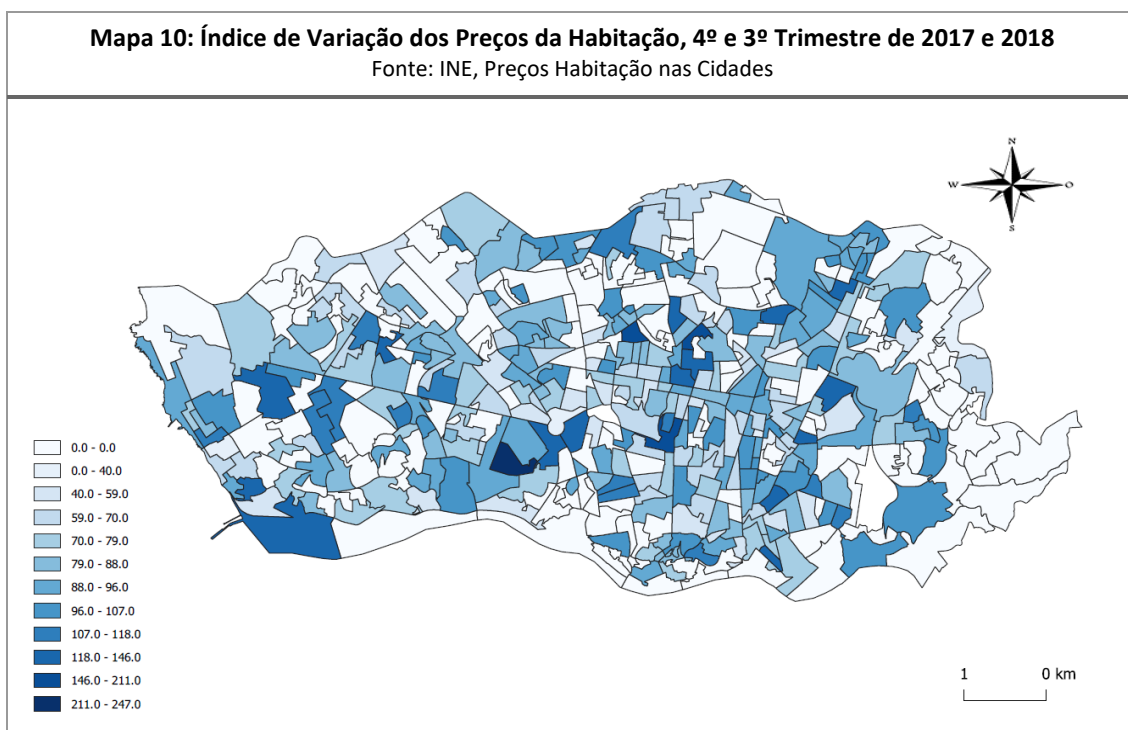 Mapa 10: Índice de Variação dos Preços da Habitação, 4º e 3º Trimestre de 2017 e 2018
Fonte: INE, Preços Habitação nas Cidades
N
W O
S
0.0 - 0.0
0.0 - 40.0
40.0 - 59.0
59.0 - 70.0
70.0 - 79.0
79.0 - 88.0
88.0 - 96.0
96.0 - 107.0
107.0 - 118.0
118.0 - 146.0
146.0 - 211.0
211.0 - 247.0
1 0 km